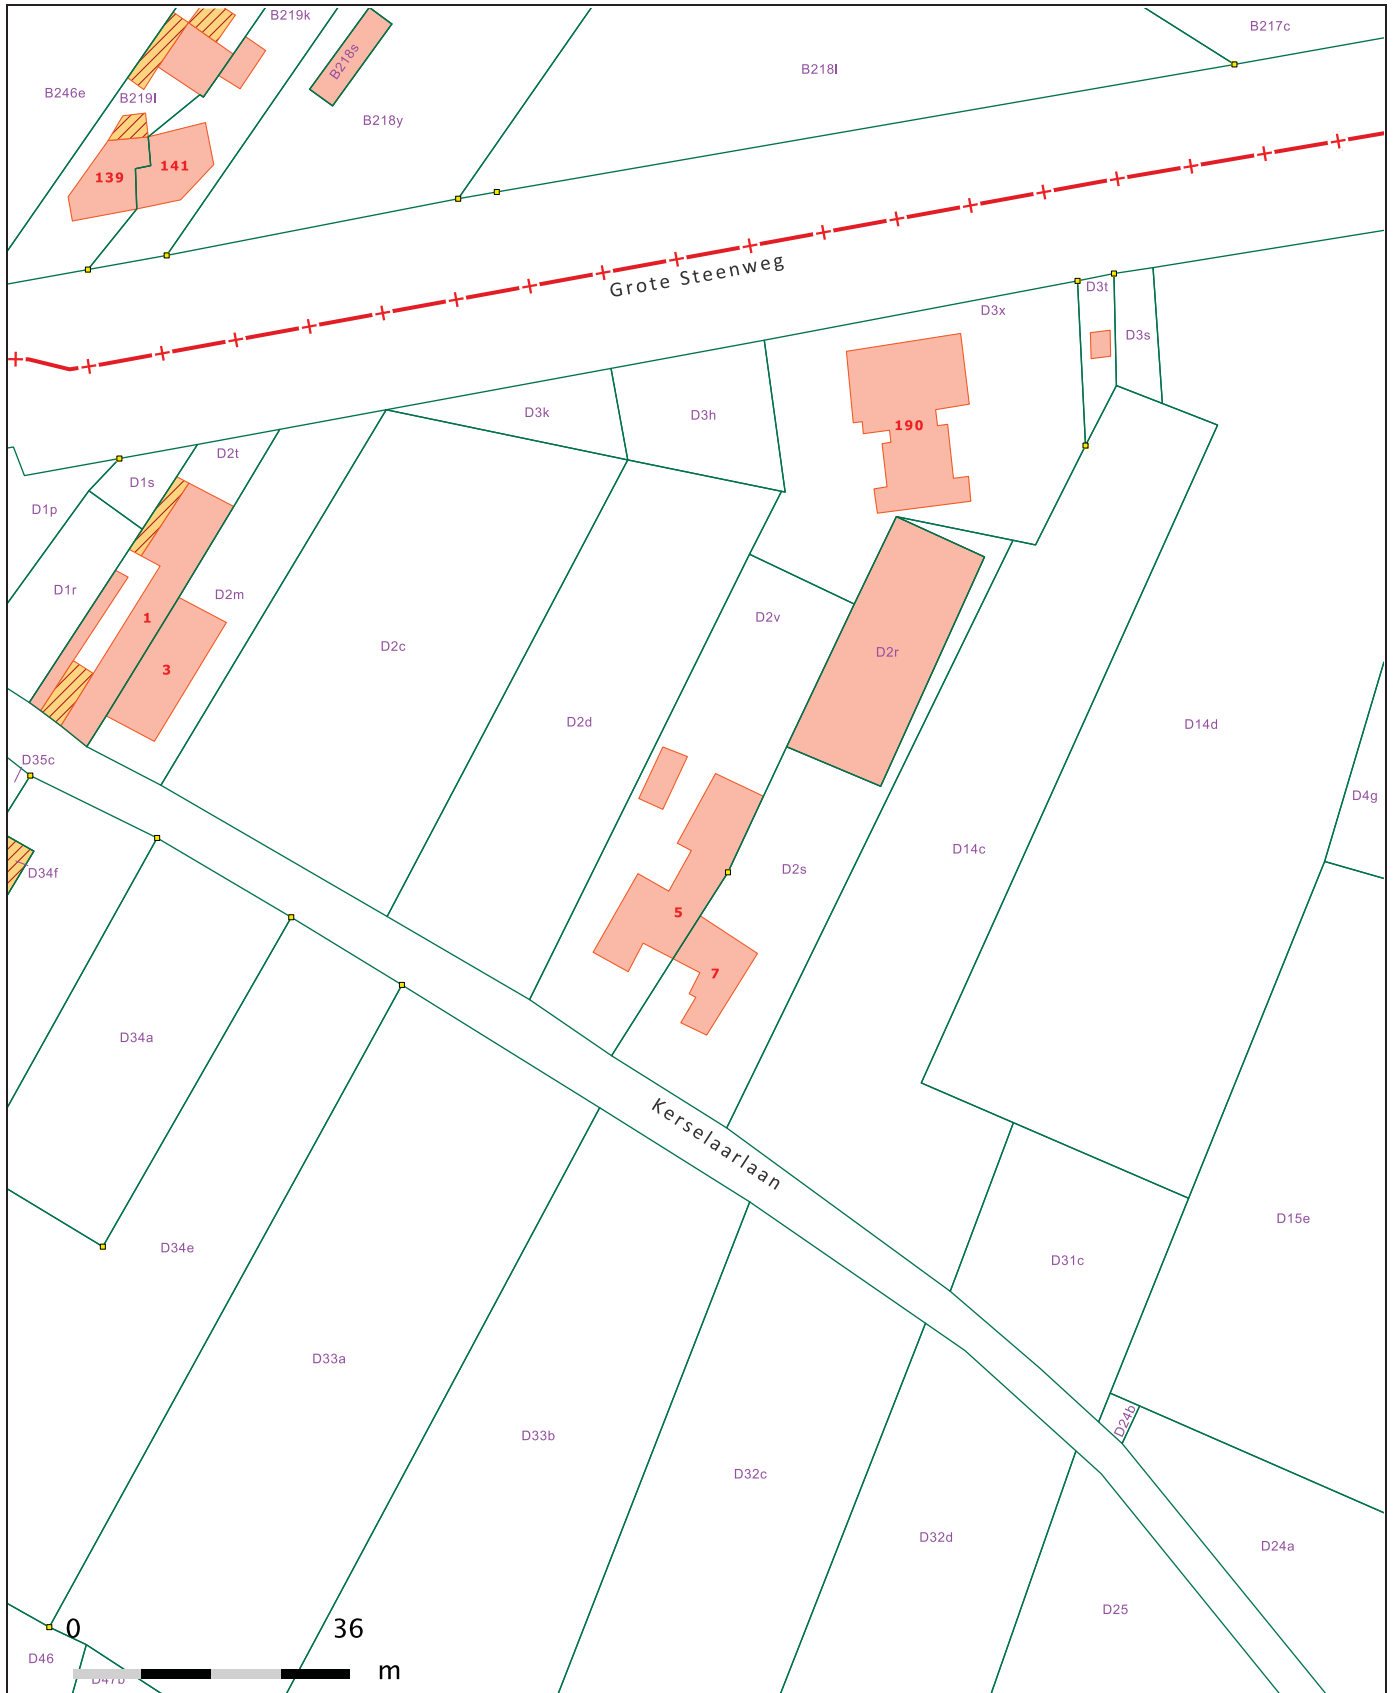 B219k
B217c
B218s
B218l
B246e
B219l
B218y
139
141
Grote Steenweg
D3t
D3x
D3s
D3k
D3h
190
D2t
D1s
D1p
D1r
D2m
1
D2v
D2c
D2r
3
D2d
D14d
D35c
D4g
D14c
D34f
D2s
5
7
D34a
Kerselaarlaan
D15e
D34e
D31c
D33a
D24b
D33b
D32c
D32d
D24a
D25
0 36
D46
m
D47b